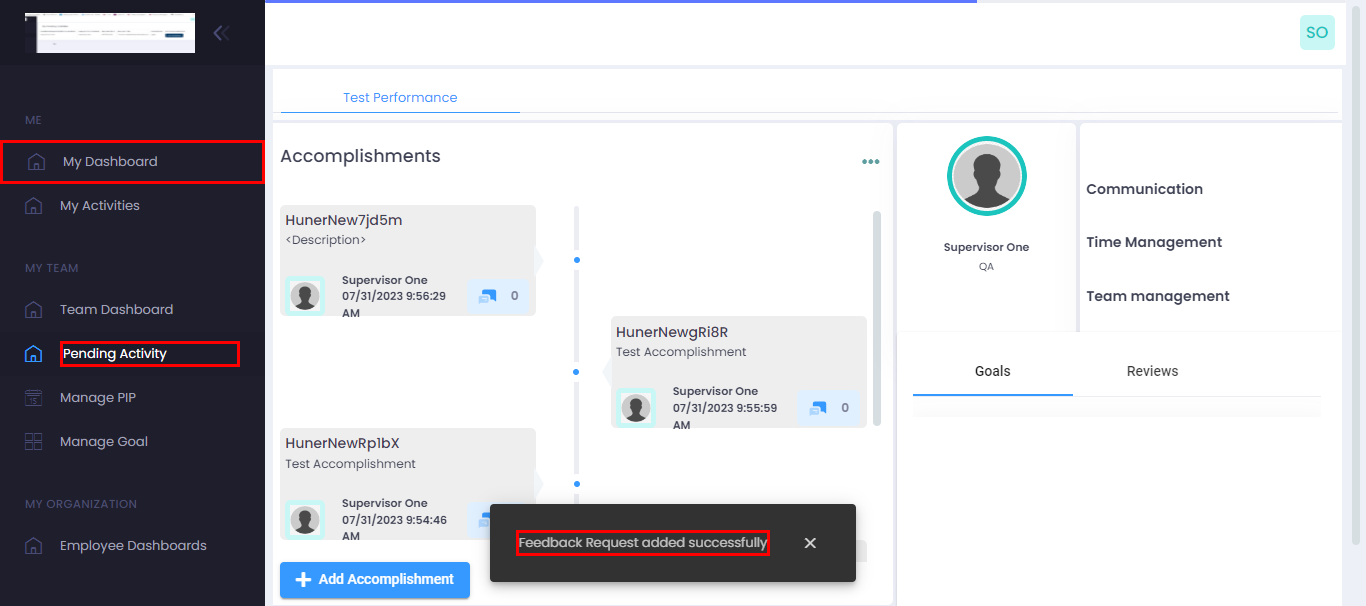 SO
ME
My Dashboard
My Activities
MY TEAM
Team Dashboard
Pending Activity
15
Manage PIP
Manage Goal
MY ORGANIZATION
Employee Dashboards
Test Performance
Accomplishments
HunerNew7jd5m
<Description>
Supervisor One
07/31/2023 9:56:29
AM
0
HunerNewgRi8R
Test Accomplishment
Supervisor One
07/31/2023 9:55:59
AM
0
HunerNewRp1bX
Test Accomplishment
Supervisor One
07/31/2023 9:54:46
AM
Add Accomplishment
Feedback Request added successfully
Supervisor One
QA
Communication
Time Management
Team management
Goals
Reviews